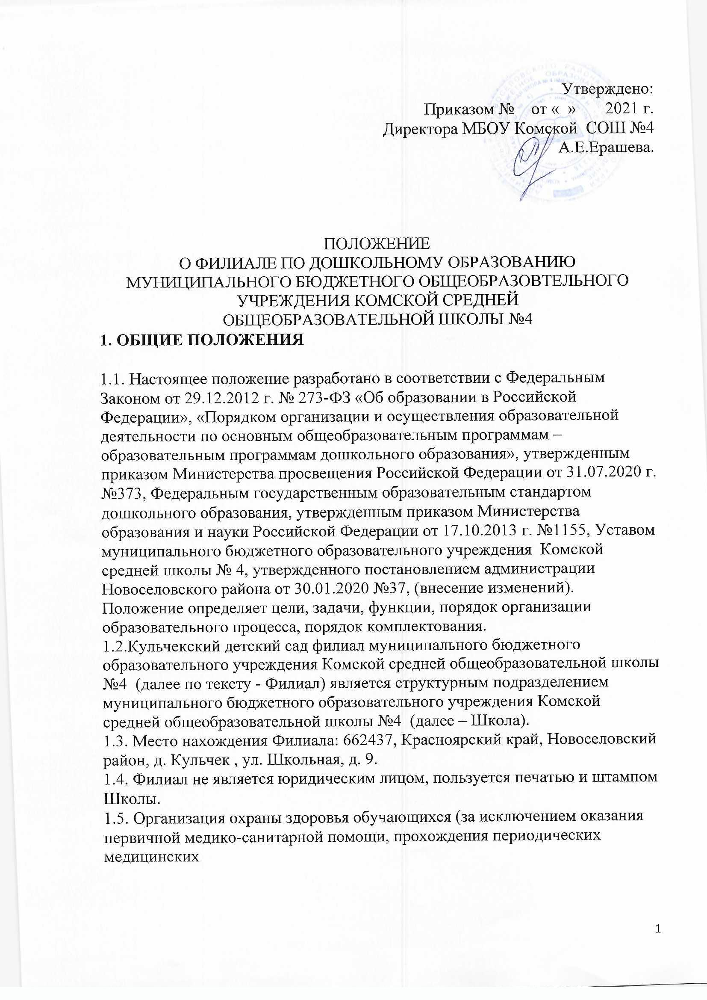 Утверждено:
Приказом № от « » 2021 г.
Директора МБОУ Комской СОШ №4
А.Е.Ерашева.
ПОЛОЖЕНИЕ
О ФИЛИАЛЕ ПО ДОШКОЛЬНОМУ ОБРАЗОВАНИЮ
МУНИЦИПАЛЬНОГО БЮДЖЕТНОГО ОБЩЕОБРАЗОВТЕЛЬНОГО
УЧРЕЖДЕНИЯ КОМСКОЙ СРЕДНЕЙ
ОБЩЕОБРАЗОВАТЕЛЬНОЙ ШКОЛЫ №4
1. ОБЩИЕ ПОЛОЖЕНИЯ
1.1. Настоящее положение разработано в соответствии с Федеральным
Законом от 29.12.2012 г. № 273-ФЗ «Об образовании в Российской
Федерации», «Порядком организации и осуществления образовательной
деятельности по основным общеобразовательным программам –
образовательным программам дошкольного образования», утвержденным
приказом Министерства просвещения Российской Федерации от 31.07.2020 г.
№373, Федеральным государственным образовательным стандартом
дошкольного образования, утвержденным приказом Министерства
образования и науки Российской Федерации от 17.10.2013 г. №1155, Уставом
муниципального бюджетного образовательного учреждения Комской
средней школы № 4, утвержденного постановлением администрации
Новоселовского района от 30.01.2020 №37, (внесение изменений).
Положение определяет цели, задачи, функции, порядок организации
образовательного процесса, порядок комплектования.
1.2.Кульчекский детский сад филиал муниципального бюджетного
образовательного учреждения Комской средней общеобразовательной школы
№4 (далее по тексту - Филиал) является структурным подразделением
муниципального бюджетного образовательного учреждения Комской
средней общеобразовательной школы №4 (далее – Школа).
1.3. Место нахождения Филиала: 662437, Красноярский край, Новоселовский
район, д. Кульчек , ул. Школьная, д. 9.
1.4. Филиал не является юридическим лицом, пользуется печатью и штампом
Школы.
1.5. Организация охраны здоровья обучающихся (за исключением оказания
первичной медико-санитарной помощи, прохождения периодических
медицинских
1